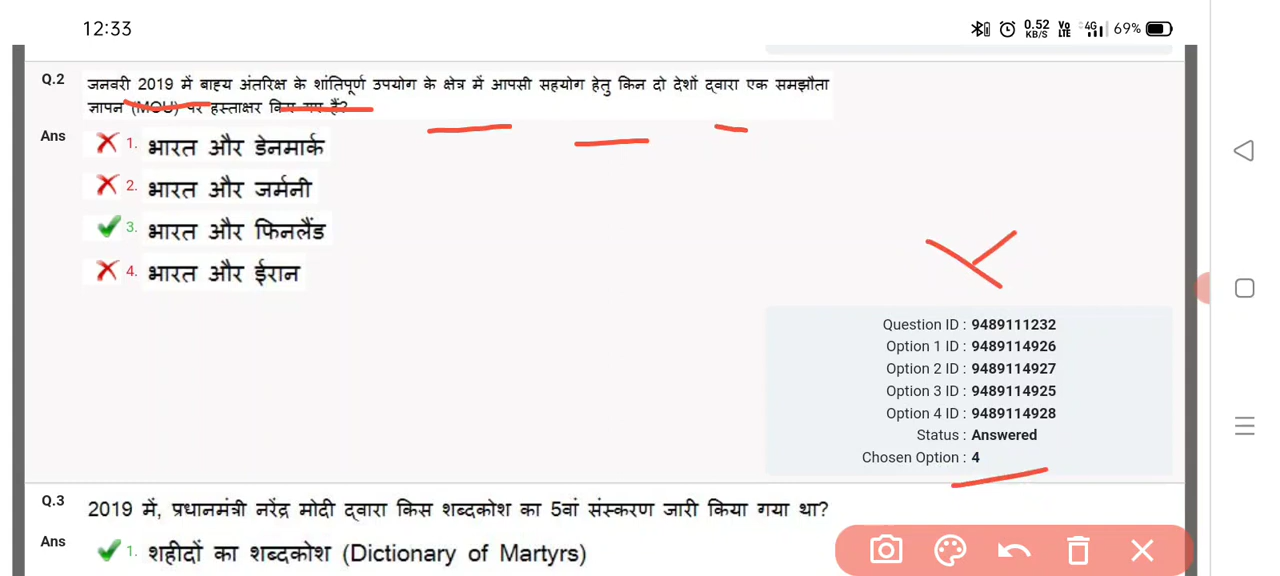 12:33
0.52 KB/S Vo LTE 4G 69%
Q.2 जनवरी 2019 में बाह्य अंतरिक्ष के शांतिपूर्ण उपयोग के क्षेत्र में आपसी सहयोग हेतु किन दो देशों द्वारा एक समझौता
ज्ञापन (MOU) पर हस्ताक्षर किए गए हैं?
Ans 1. भारत और डेनमार्क
2. भारत और जर्मनी
3. भारत और फिनलैंड
4. भारत और ईरान
Question ID : 9489111232
Option 1 ID : 9489114926
Option 2 ID : 9489114927
Option 3 ID : 9489114925
Option 4 ID : 9489114928
Status : Answered
Chosen Option : 4
Q.3 2019 में, प्रधानमंत्री नरेंद्र मोदी द्वारा किस शब्दकोश का 5वां संस्करण जारी किया गया था?
Ans 1. शहीदों का शब्दकोश (Dictionary of Martyrs)